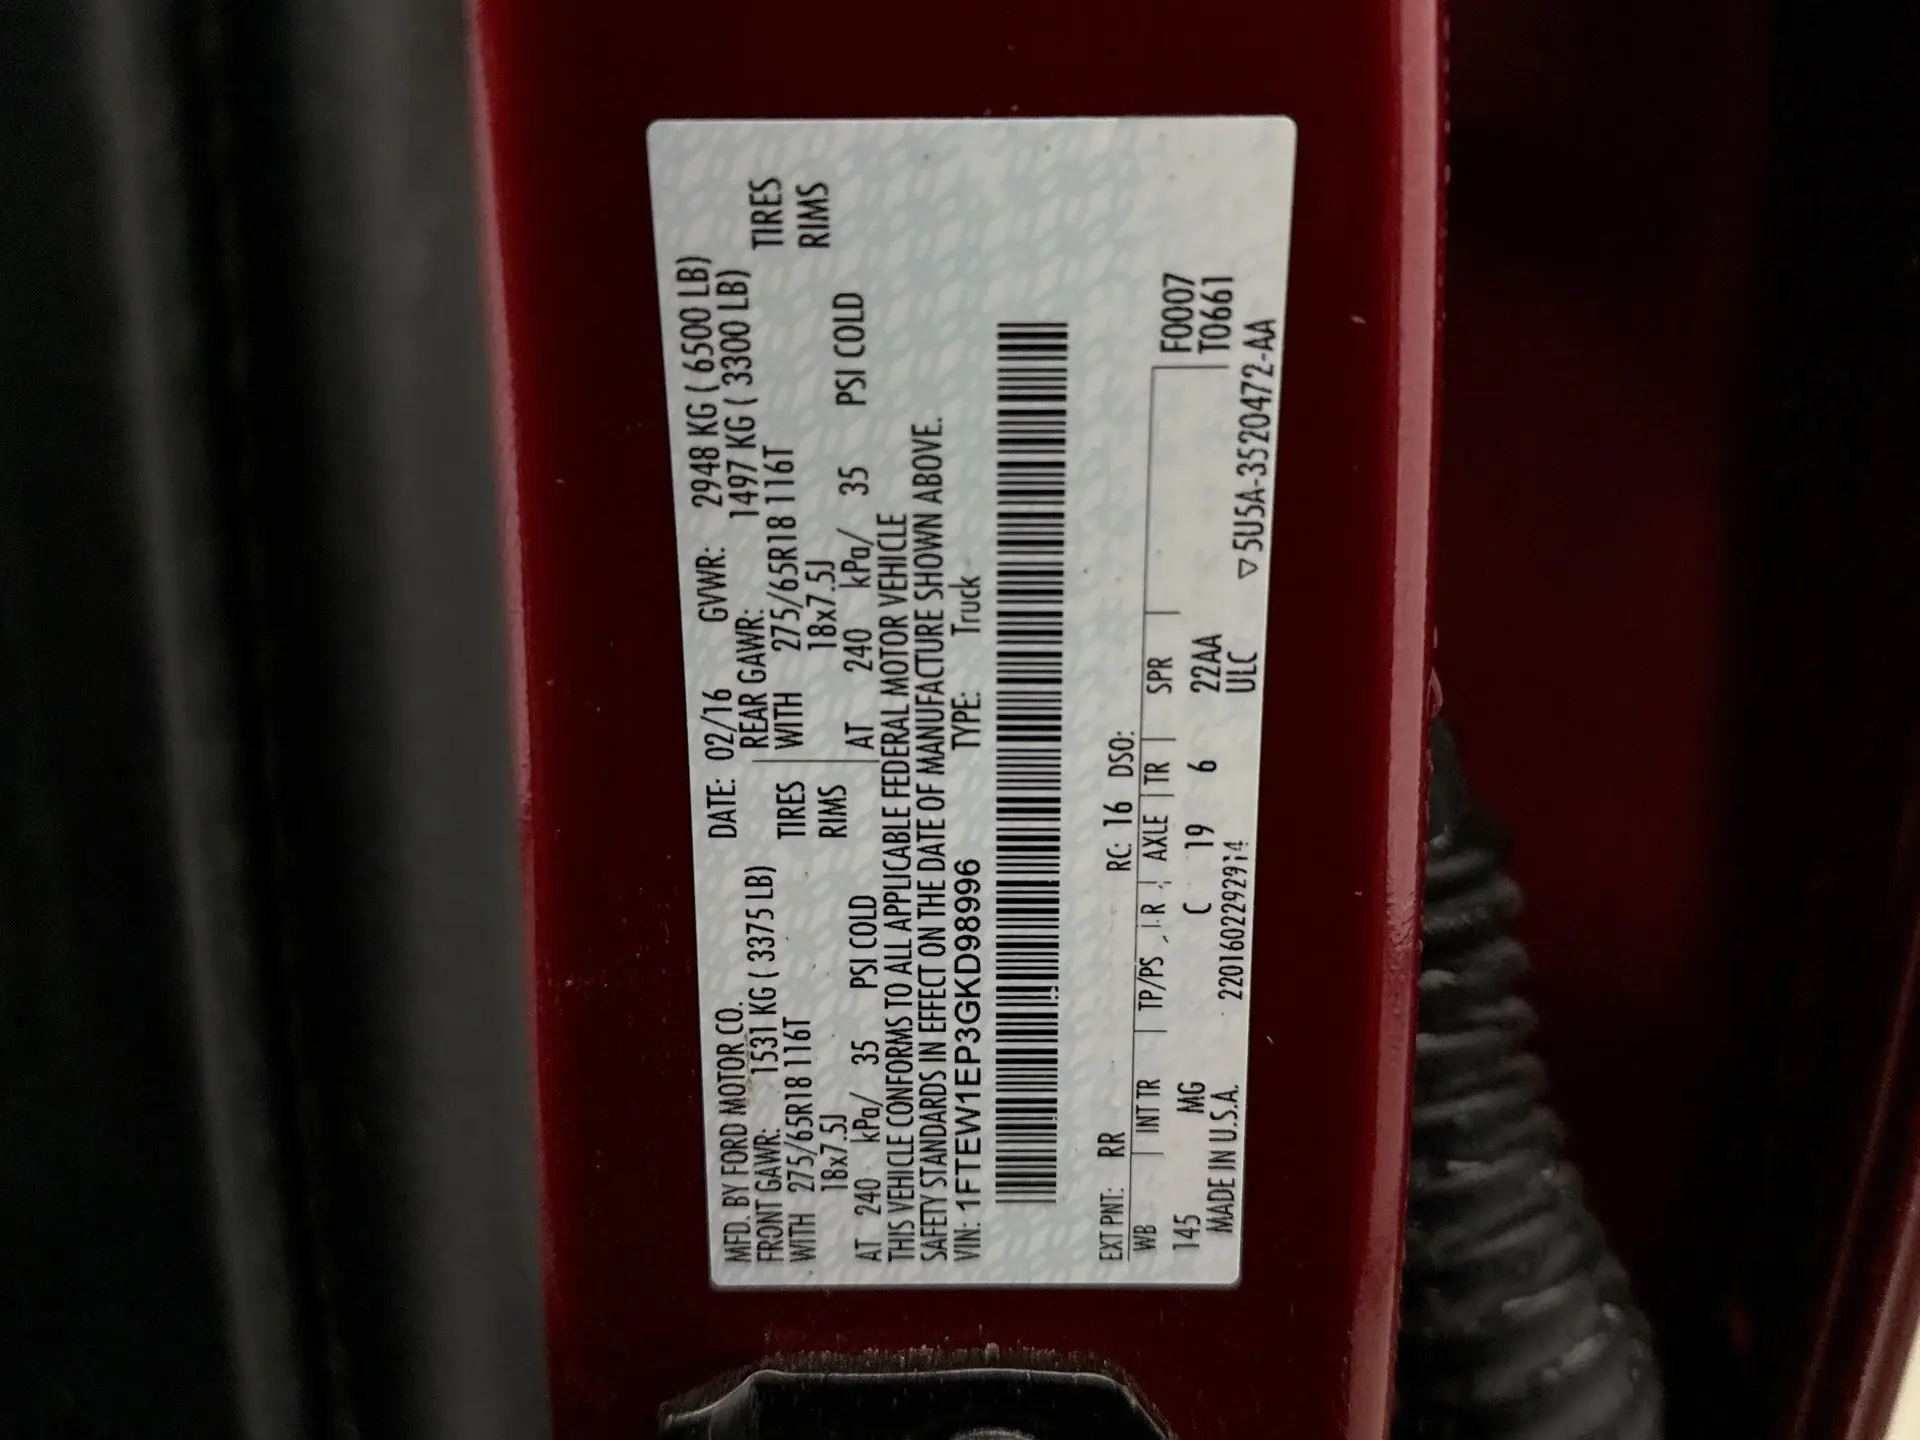 MFD. BY FORD MOTOR CO. DATE: 02/16 GVWR: 2948 KG ( 6500 LB)
FRONT GAWR: 1531 KG ( 3375 LB) REAR GAWR: 1497 KG ( 3300 LB)
WITH 275/65R18 116T TIRES WITH 275/65R18 116T TIRES
18x7.5J RIMS 18x7.5J RIMS
AT 240 kPa/ 35 PSI COLD AT 240 kPa/ 35 PSI COLD
THIS VEHICLE CONFORMS TO ALL APPLICABLE FEDERAL MOTOR VEHICLE
SAFETY STANDARDS IN EFFECT ON THE DATE OF MANUFACTURE SHOWN ABOVE.
VIN: 1FTEW1EP3GKD98996 TYPE: Truck
EXT PNT: RR RC: 16 DSO:
WB INT TR TP/PS R AXLE TR SPR F0007
145 MG C 19 6 22AA T0661
MADE IN U.S.A. ULC
▽5U5A-3520472-AA